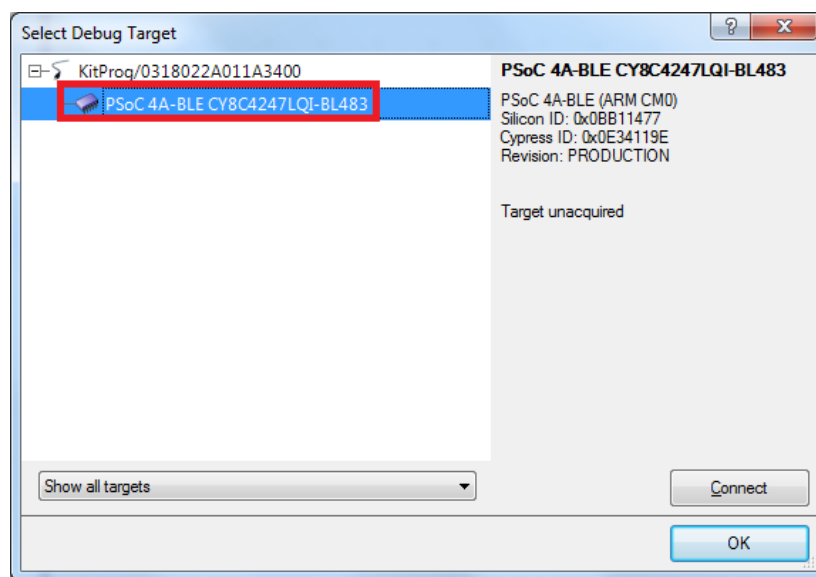 Select Debug Target
KitProg/0318022A011A3400
PSoC 4A-BLE CY8C4247LQI-BL483
PSoC 4A-BLE CY8C4247LQI-BL483
PSoC 4A-BLE (ARM CM0)
Silicon ID: 0x0BB11477
Cypress ID: 0x0E34119E
Revision: PRODUCTION
Target unacquired
Show all targets
Connect
OK